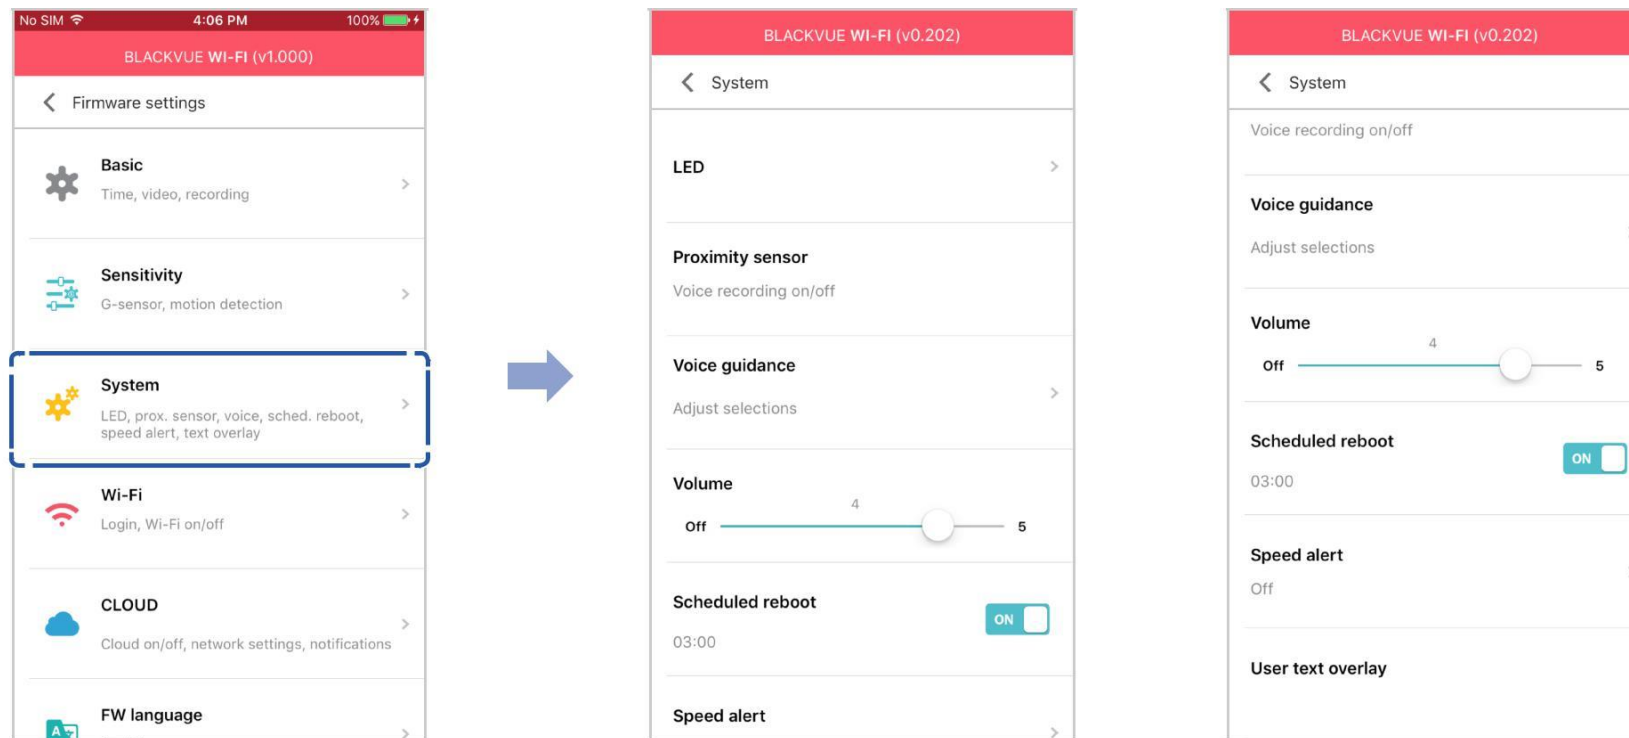 No SIM 4:06 PM 100%
BLACKVUE WI-FI (v1.000)
Firmware settings
Basic
Time, video, recording
Sensitivity
G-sensor, motion detection
System
LED, prox. sensor, voice, sched. reboot,
speed alert, text overlay
Wi-Fi
Login, Wi-Fi on/off
CLOUD
Cloud on/off, network settings, notifications
A
FW language
BLACKVUE WI-FI (v0.202)
System
LED
Proximity sensor
Voice recording on/off
Voice guidance
Adjust selections
Volume
4
Off 5
Scheduled reboot
ON
03:00
Speed alert
BLACKVUE WI-FI (v0.202)
System
Voice recording on/off
Voice guidance
Adjust selections
Volume
4
Off 5
Scheduled reboot
ON
03:00
Speed alert
Off
User text overlay